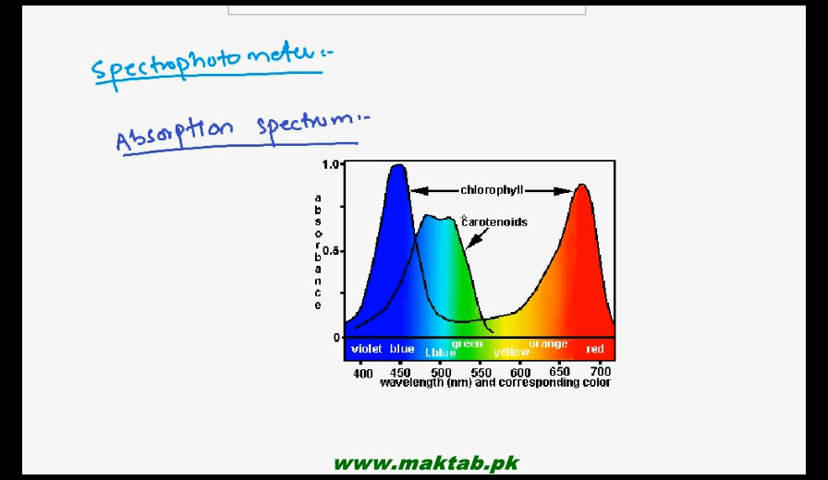 Spectrophotometer:-
Absorption spectrum:-
1.0
chlorophyll
carotenoids
0.5
absorbance
0
violet blue L.blue green yellow orange red
400 450 500 550 600 650 700
wavelength (nm) and corresponding color
www.maktab.pk